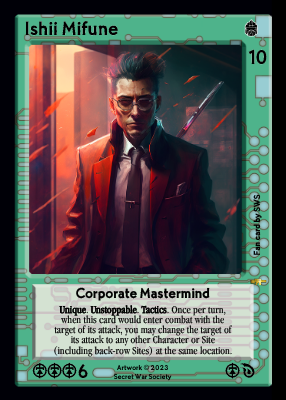 Ishii Mifune
10
Fan card by SWS
Corporate Mastermind
Unique. Unstoppable. Tactics. Once per turn,
when this card would enter combat with the
target of its attack, you may change the target of
its attack to any other Character or Site
(including back-row Sites) at the same location.
6
Artwork © 2023
Secret War Society